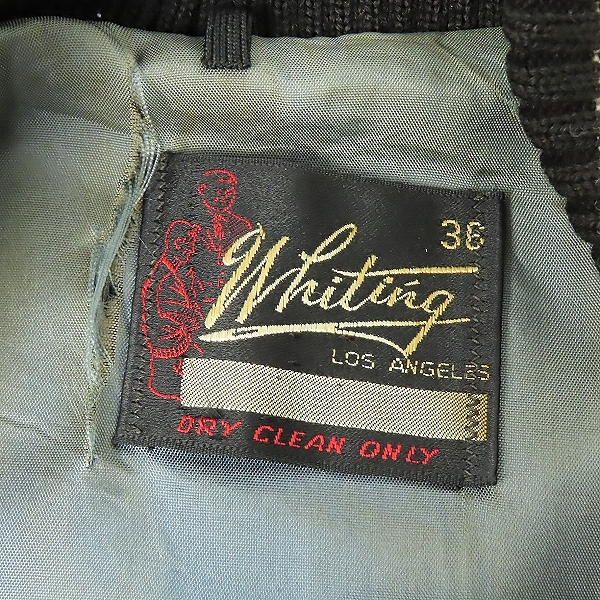 36
Whiting
LOS ANGELES
DRY CLEAN ONLY